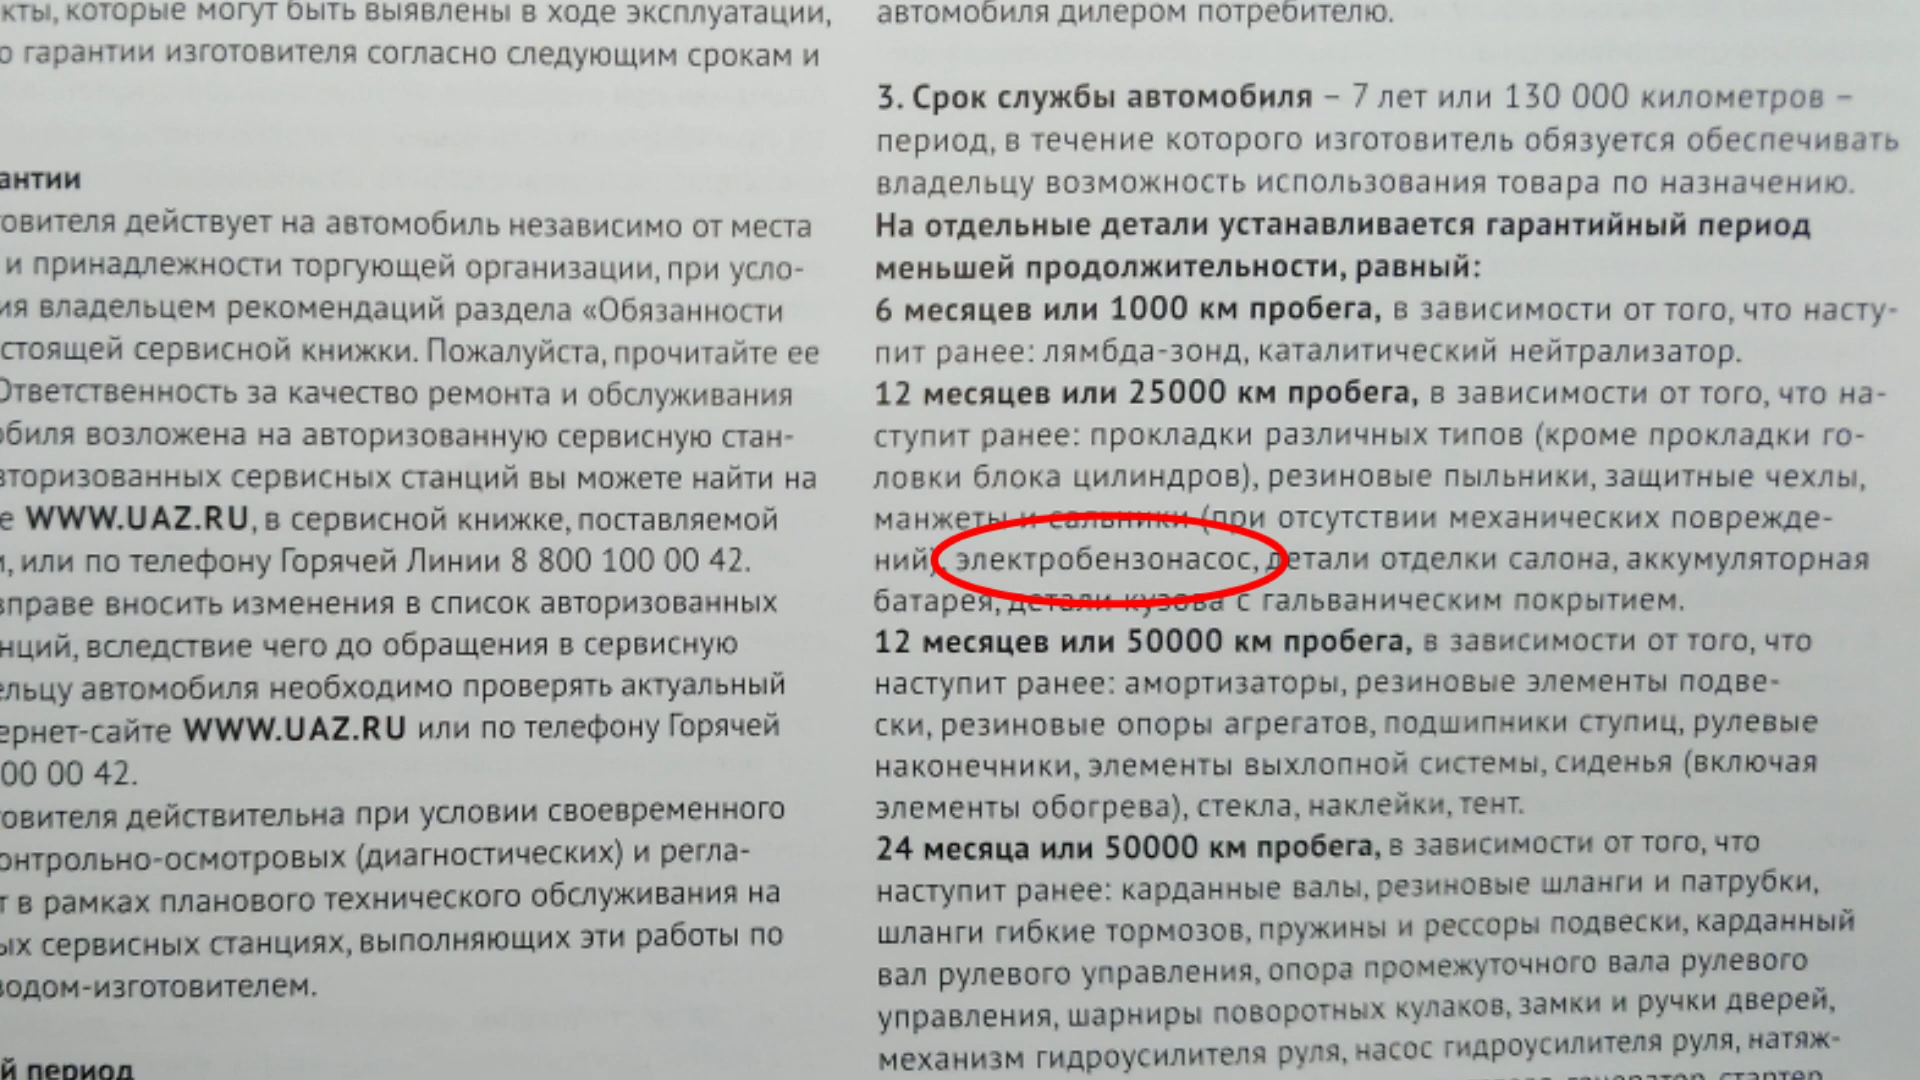 кты, которые могут быть выявлены в ходе эксплуатации,
о гарантии изготовителя согласно следующим срокам и
антии
овителя действует на автомобиль независимо от места
и принадлежности торгующей организации, при усло-
ия владельцем рекомендаций раздела «Обязанности
стоящей сервисной книжки. Пожалуйста, прочитайте ее
Ответственность за качество ремонта и обслуживания
обиля возложена на авторизованную сервисную стан-
вторизованных сервисных станций вы можете найти на
е WWW.UAZ.RU, в сервисной книжке, поставляемой
и, или по телефону Горячей Линии 8 800 100 00 42.
вправе вносить изменения в список авторизованных
нций, вследствие чего до обращения в сервисную
ельцу автомобиля необходимо проверять актуальный
ернет-сайте WWW.UAZ.RU или по телефону Горячей
00 00 42.
овителя действительна при условии своевременного
онтрольно-осмотровых (диагностических) и регла-
т в рамках планового технического обслуживания на
ых сервисных станциях, выполняющих эти работы по
водом-изготовителем.
й период
автомобиля дилером потребителю.
3. Срок службы автомобиля – 7 лет или 130 000 километров –
период, в течение которого изготовитель обязуется обеспечивать
владельцу возможность использования товара по назначению.
На отдельные детали устанавливается гарантийный период
меньшей продолжительности, равный:
6 месяцев или 1000 км пробега, в зависимости от того, что насту-
пит ранее: лямбда-зонд, каталитический нейтрализатор.
12 месяцев или 25000 км пробега, в зависимости от того, что на-
ступит ранее: прокладки различных типов (кроме прокладки го-
ловки блока цилиндров), резиновые пыльники, защитные чехлы,
манжеты и сальники (при отсутствии механических поврежде-
ний), электробензонасос, детали отделки салона, аккумуляторная
батарея, детали кузова с гальваническим покрытием.
12 месяцев или 50000 км пробега, в зависимости от того, что
наступит ранее: амортизаторы, резиновые элементы подве-
ски, резиновые опоры агрегатов, подшипники ступиц, рулевые
наконечники, элементы выхлопной системы, сиденья (включая
элементы обогрева), стекла, наклейки, тент.
24 месяца или 50000 км пробега, в зависимости от того, что
наступит ранее: карданные валы, резиновые шланги и патрубки,
шланги гибкие тормозов, пружины и рессоры подвески, карданный
вал рулевого управления, опора промежуточного вала рулевого
управления, шарниры поворотных кулаков, замки и ручки дверей,
механизм гидроусилителя руля, насос гидроусилителя руля, натяж-
генератор, стартер